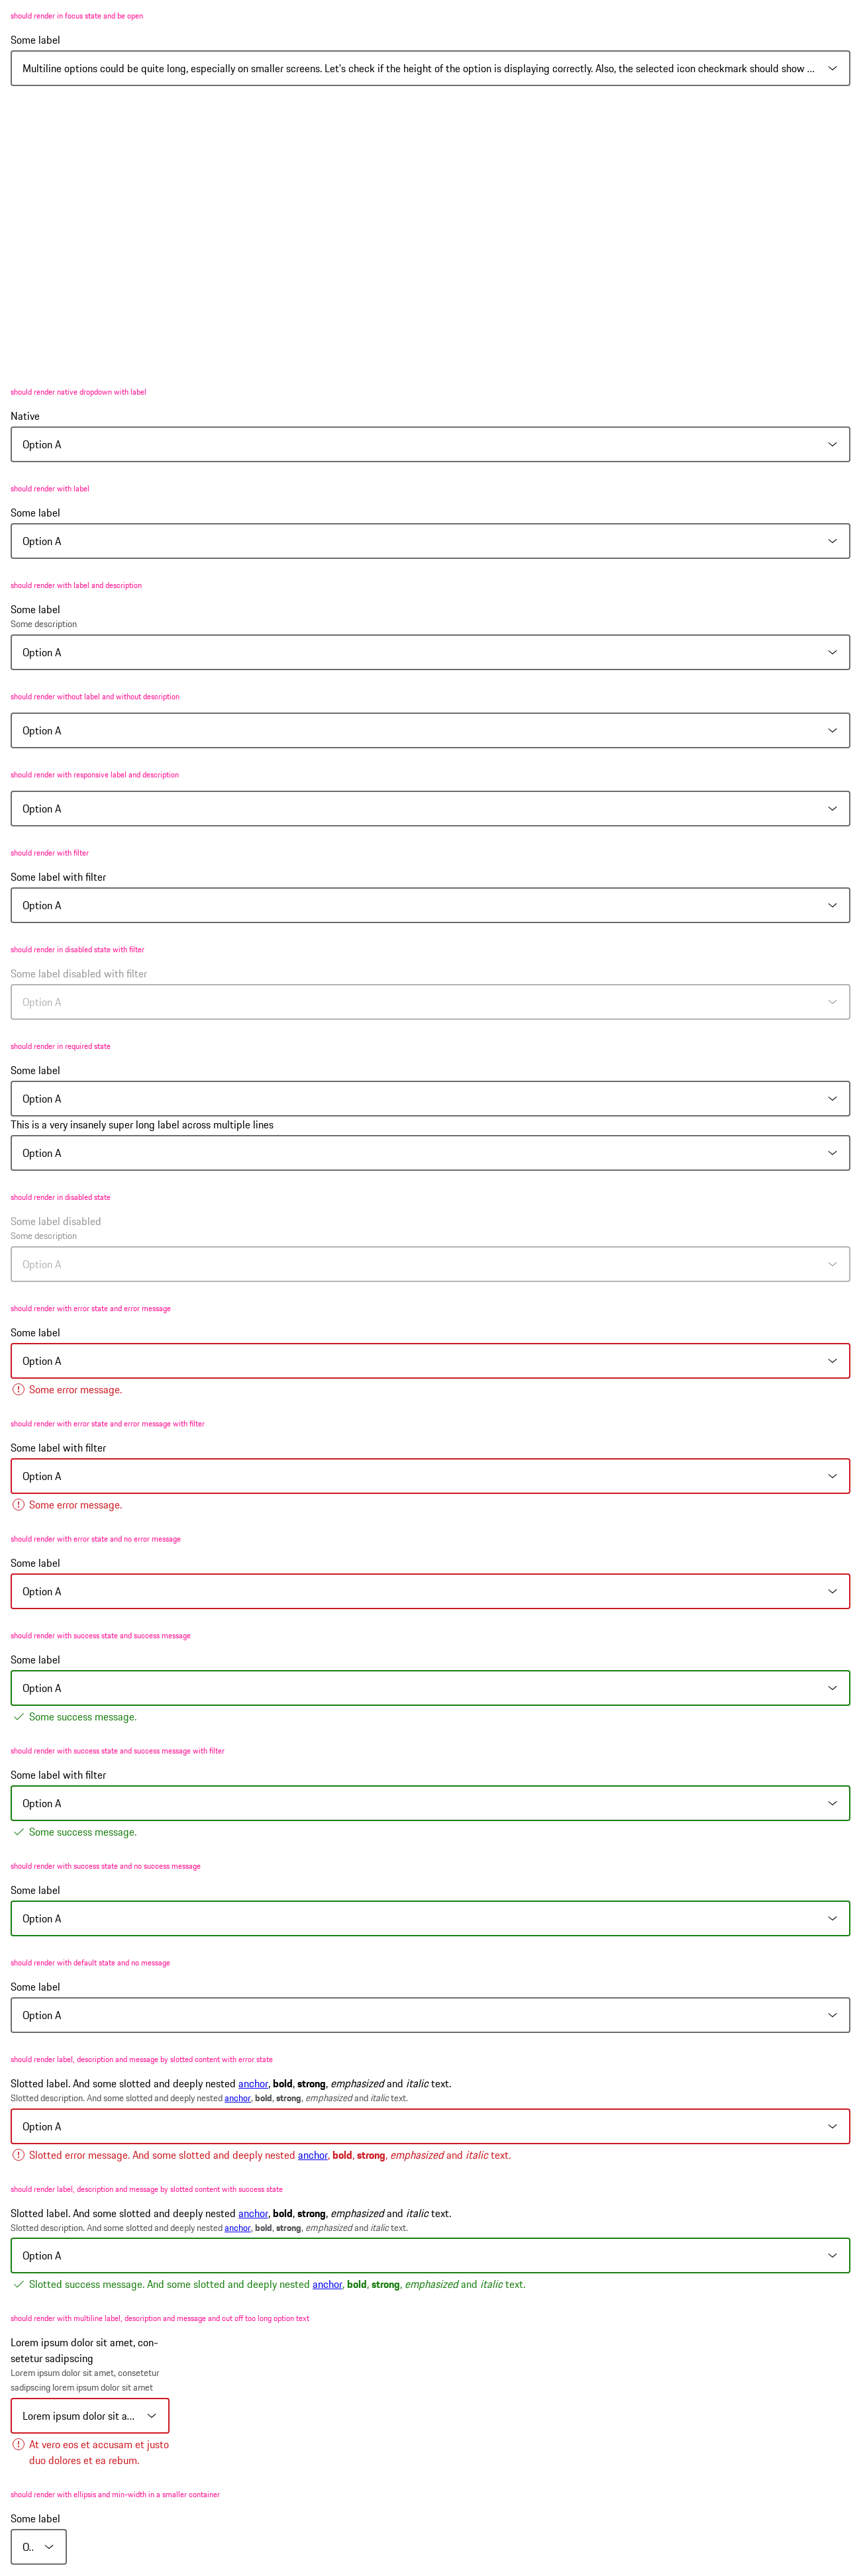 should render in focus state and be open
Some label
Multiline options could be quite long, especially on smaller screens. Let's check if the height of the option is displaying correctly. Also, the selected icon checkmark should show ...
should render native dropdown with label
Native
Option A
should render with label
Some label
Option A
should render with label and description
Some label
Some description
Option A
should render without label and without description
Option A
should render with responsive label and description
Option A
should render with filter
Some label with filter
Option A
should render in disabled state with filter
Some label disabled with filter
Option A
should render in required state
Some label
Option A
This is a very insanely super long label across multiple lines
Option A
should render in disabled state
Some label disabled
Some description
Option A
should render with error state and error message
Some label
Option A
Some error message.
should render with error state and error message with filter
Some label with filter
Option A
Some error message.
should render with error state and no error message
Some label
Option A
should render with success state and success message
Some label
Option A
Some success message.
should render with success state and success message with filter
Some label with filter
Option A
Some success message.
should render with success state and no success message
Some label
Option A
should render with default state and no message
Some label
Option A
should render label, description and message by slotted content with error state
Slotted label. And some slotted and deeply nested anchor, bold, strong, emphasized and italic text.
Slotted description. And some slotted and deeply nested anchor, bold, strong, emphasized and italic text.
Option A
Slotted error message. And some slotted and deeply nested anchor, bold, strong, emphasized and italic text.
should render label, description and message by slotted content with success state
Slotted label. And some slotted and deeply nested anchor, bold, strong, emphasized and italic text.
Slotted description. And some slotted and deeply nested anchor, bold, strong, emphasized and italic text.
Option A
Slotted success message. And some slotted and deeply nested anchor, bold, strong, emphasized and italic text.
should render with multiline label, description and message and cut off too long option text
Lorem ipsum dolor sit amet, con-
setetur sadipscing
Lorem ipsum dolor sit amet, consetetur
sadipscing lorem ipsum dolor sit amet
Lorem ipsum dolor sit a...
At vero eos et accusam et justo
duo dolores et ea rebum.
should render with ellipsis and min-width in a smaller container
Some label
O..